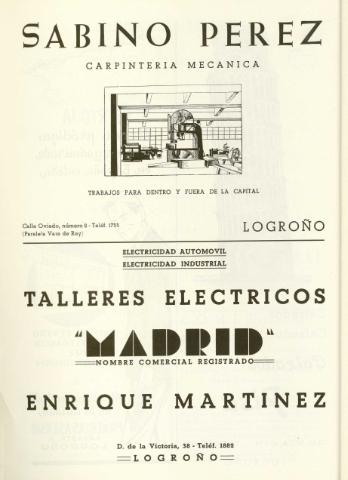 SABINO PEREZ
CARPINTERIA MECANICA
TRABAJOS PARA DENTRO Y FUERA DE LA CAPITAL
Calle Oviedo, número 2 - Teléf. 1755
(Paralela Vara de Rey)
LOGROÑO
ELECTRICIDAD AUTOMOVIL
ELECTRICIDAD INDUSTRIAL
TALLERES ELECTRICOS
"MADRID"
NOMBRE COMERCIAL REGISTRADO
ENRIQUE MARTINEZ
D. de la Victoria, 38 - Teléf. 1882
LOGROÑO